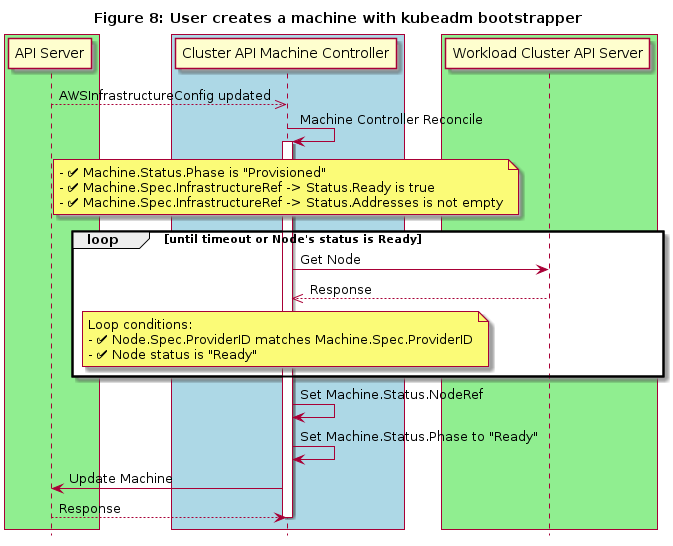 Figure 8: User creates a machine with kubeadm bootstrapper
API Server
Cluster API Machine Controller
Workload Cluster API Server
AWSInfrastructureConfig updated
Machine Controller Reconcile
- ✔ Machine.Status.Phase is "Provisioned"
- ✔ Machine.Spec.InfrastructureRef -> Status.Ready is true
- ✔ Machine.Spec.InfrastructureRef -> Status.Addresses is not empty
loop [until timeout or Node's status is Ready]
Get Node
Response
Loop conditions:
- ✔ Node.Spec.ProviderID matches Machine.Spec.ProviderID
- ✔ Node status is "Ready"
Set Machine.Status.NodeRef
Set Machine.Status.Phase to "Ready"
Update Machine
Response